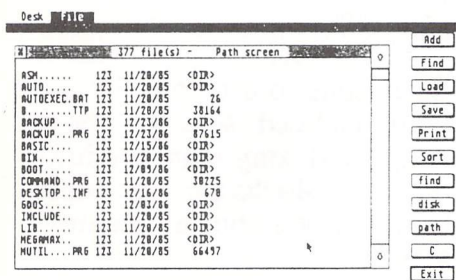 Desk File
377 file(s) - Path screen
ASM...... 123 11/20/85 <DIR>
AUTO..... 123 11/20/85 <DIR>
AUTOEXEC.BAT 123 11/20/85 26
B.......TTP 123 11/20/85 38164
BACKUP... 123 12/23/86 <DIR>
BACKUP...PRG 123 12/23/86 87615
BASIC.... 123 12/15/86 <DIR>
BIN...... 123 11/20/85 <DIR>
BOOT..... 123 12/09/86 <DIR>
COMMAND..PRG 123 11/20/85 38225
DESKTOP..INF 123 12/16/86 670
GDOS..... 123 12/03/86 <DIR>
INCLUDE.. 123 11/20/85 <DIR>
LIB...... 123 11/20/85 <DIR>
MEGAMAX.. 123 11/20/85 <DIR>
MUTIL....PRG 123 11/20/85 66497
Add
Find
Load
Save
Print
Sort
find
disk
path
C
Exit